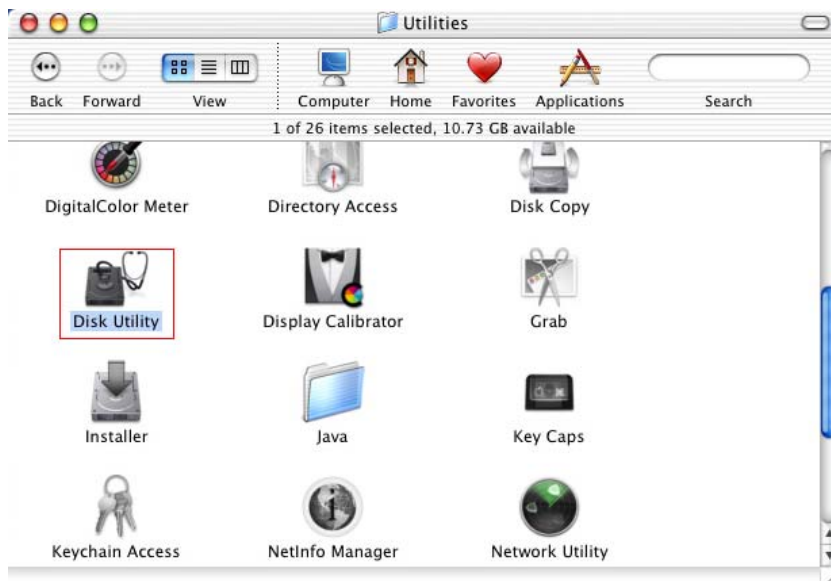 Utilities
Back Forward View Computer Home Favorites Applications Search
1 of 26 items selected, 10.73 GB available
DigitalColor Meter Directory Access Disk Copy
Disk Utility Display Calibrator Grab
Installer Java Key Caps
Keychain Access NetInfo Manager Network Utility